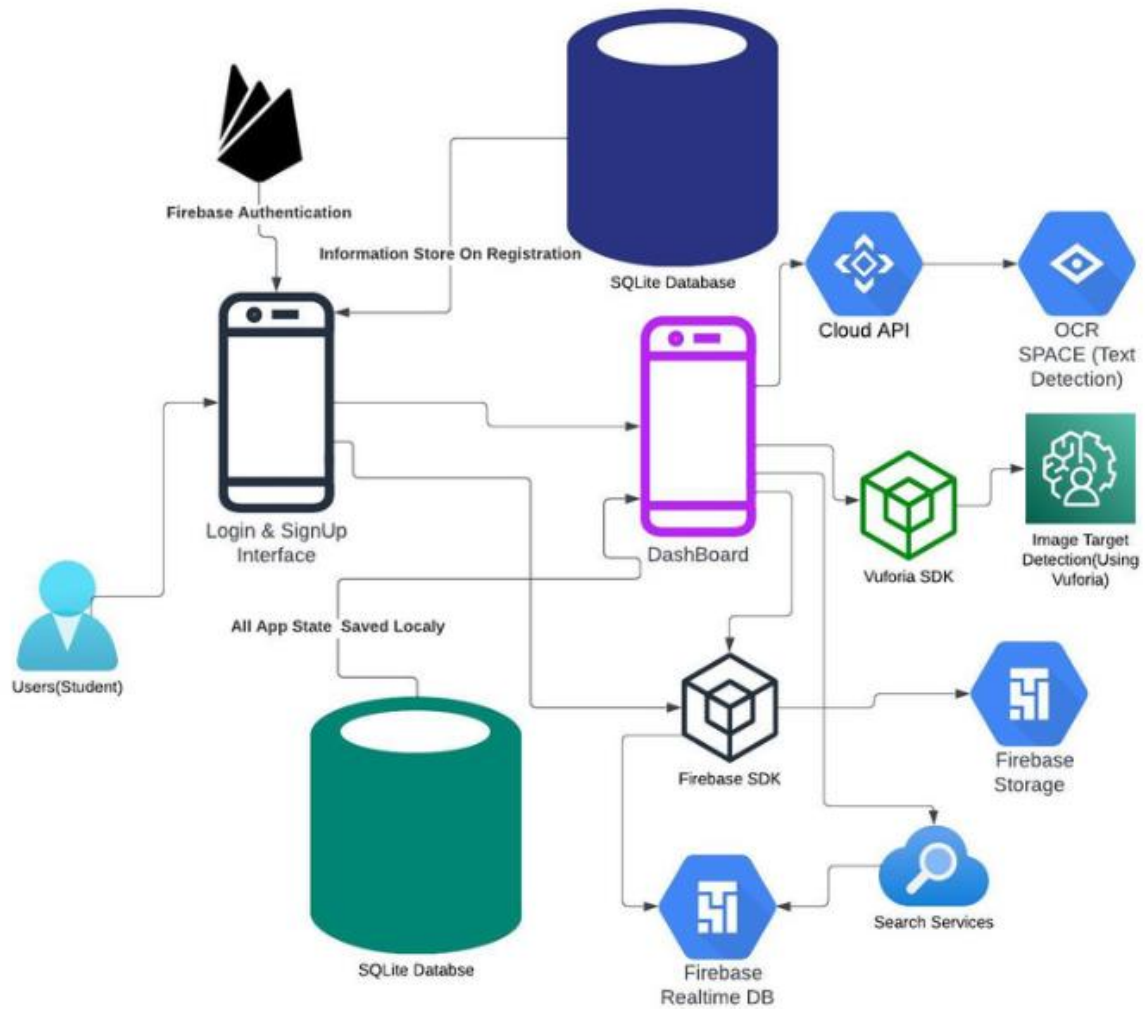 Firebase Authentication
Information Store On Registration
SQLite Database
Cloud API
OCR
SPACE (Text
Detection)
Login & SignUp
Interface
DashBoard
Vuforia SDK
Image Target
Detection(Using
Vuforia)
All App State Saved Localy
Users(Student)
Firebase SDK
Firebase
Storage
Search Services
SQLite Databse
Firebase
Realtime DB